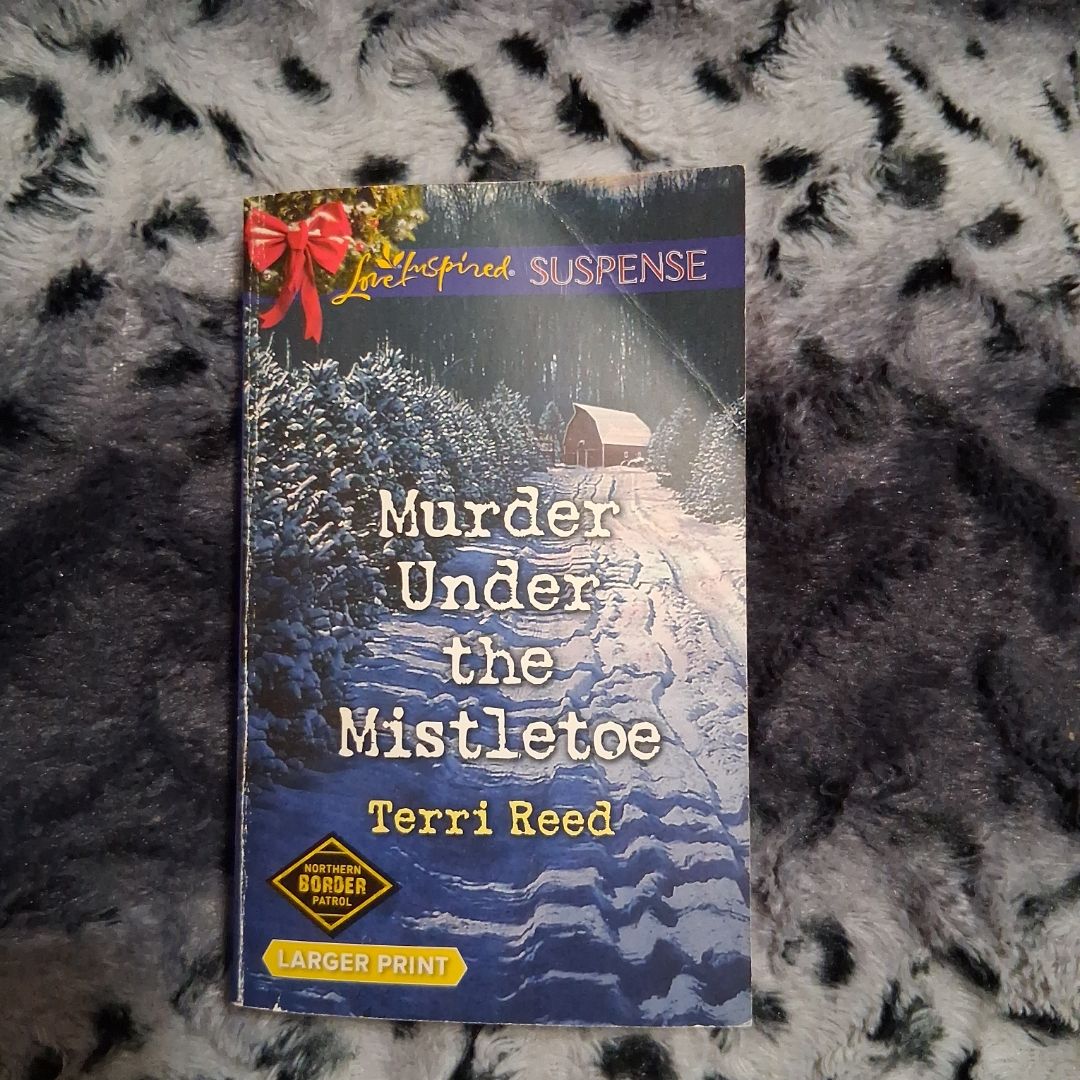 Love Inspired® SUSPENSE
Murder
Under
the
Mistletoe
Terri Reed
NORTHERN
BORDER
PATROL
LARGER PRINT